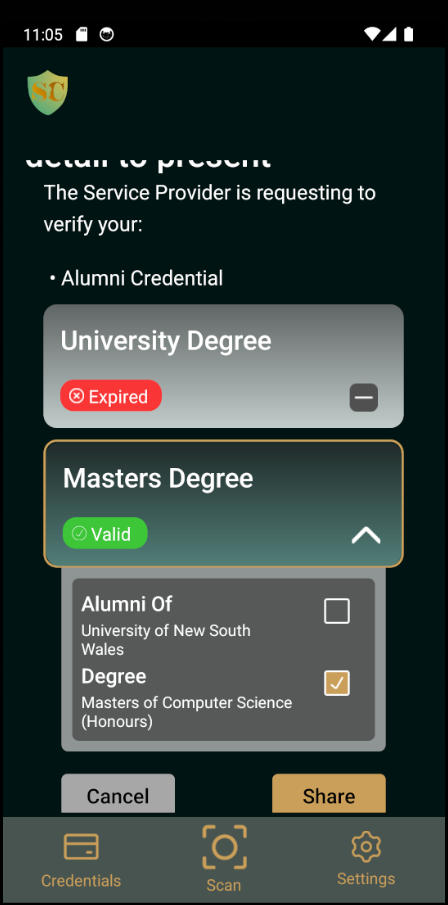 11:05
SC
detail to present
The Service Provider is requesting to
verify your:
• Alumni Credential
University Degree
Expired
Masters Degree
Valid
Alumni Of
University of New South
Wales
Degree
Masters of Computer Science
(Honours)
Cancel
Share
Credentials
Scan
Settings